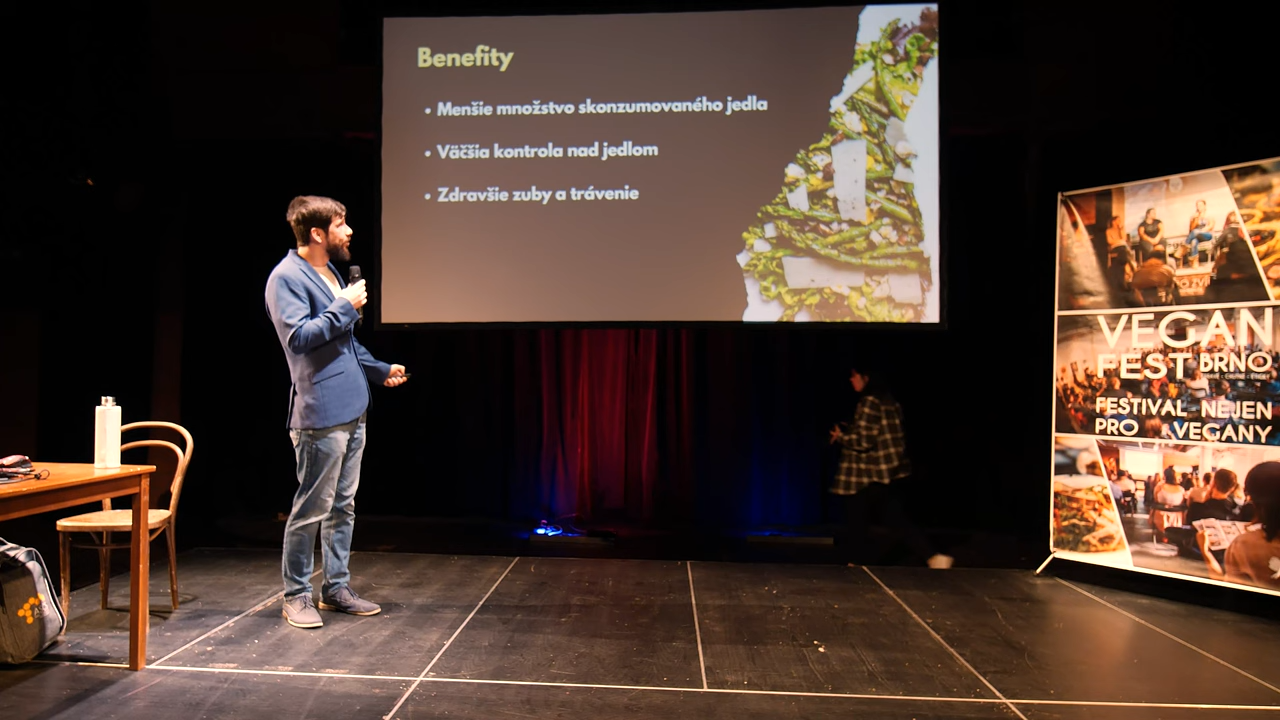 Benefity
• Menšie množstvo skonzumovaného jedla
• Väčšia kontrola nad jedlom
• Zdravšie zuby a trávenie
VEGAN
FEST BRNO
FESTIVAL NEJEN
PRO VEGANY